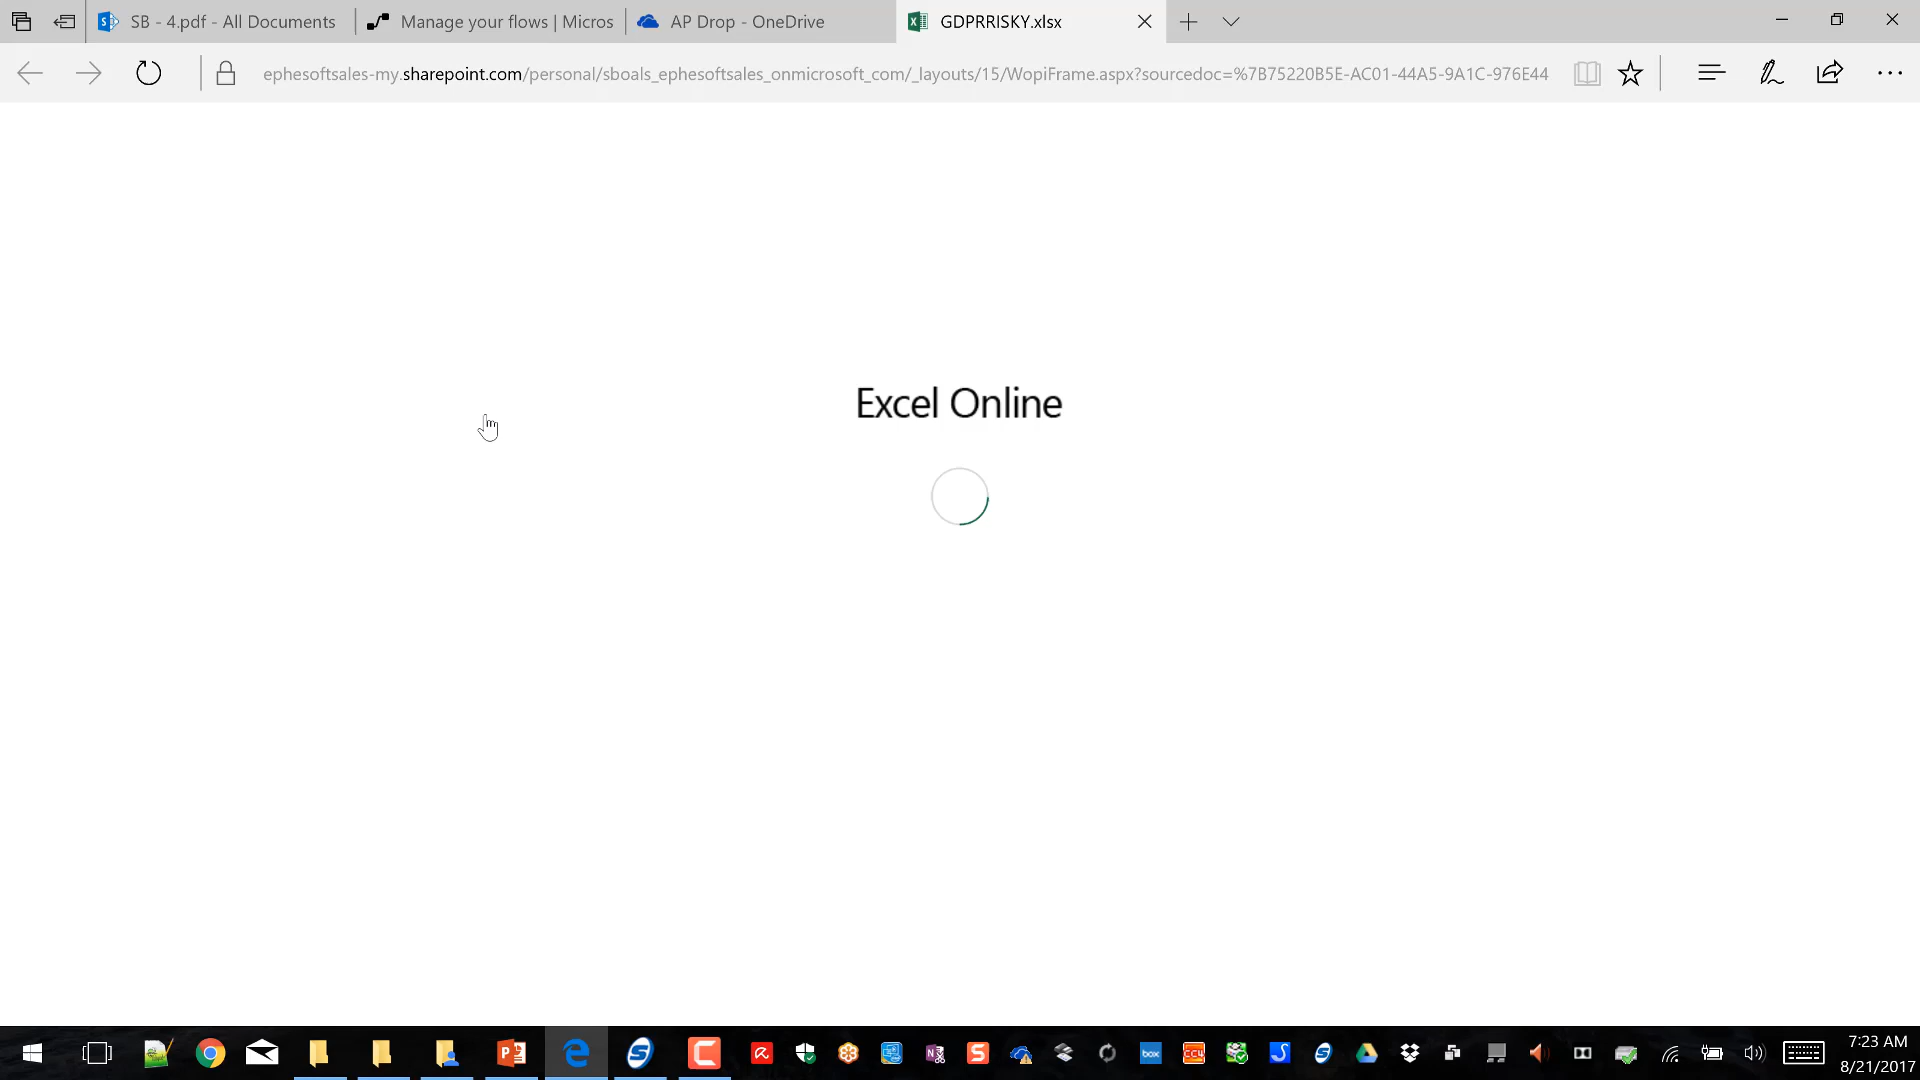 SB - 4.pdf - All Documents
Manage your flows | Micros
AP Drop - OneDrive
GDPRRISKY.xlsx
ephesoftsales-my.sharepoint.com/personal/sboals_ephesoftsales_onmicrosoft_com/_layouts/15/WopiFrame.aspx?sourcedoc=%7B75220B5E-AC01-44A5-9A1C-976E44
Excel Online
box
7:23 AM
8/21/2017